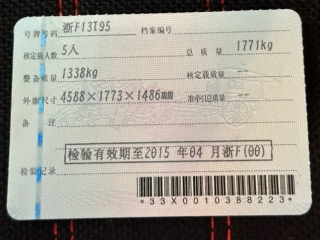 号牌号码 浙F13T95 档案编号
核定载人数 5人 总质量 1771kg
整备质量 1338kg 核定载质量 --
外廓尺寸 4588×1773×1486mm 准牵引总质量 --
备注
检验记录 检验有效期至2015年04月浙F(00)
*33X0010388223*